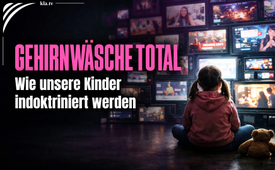 kla.tv
GEHIRNWÄSCHE TOTAL
Wie unsere Kinder
indoktriniert werden